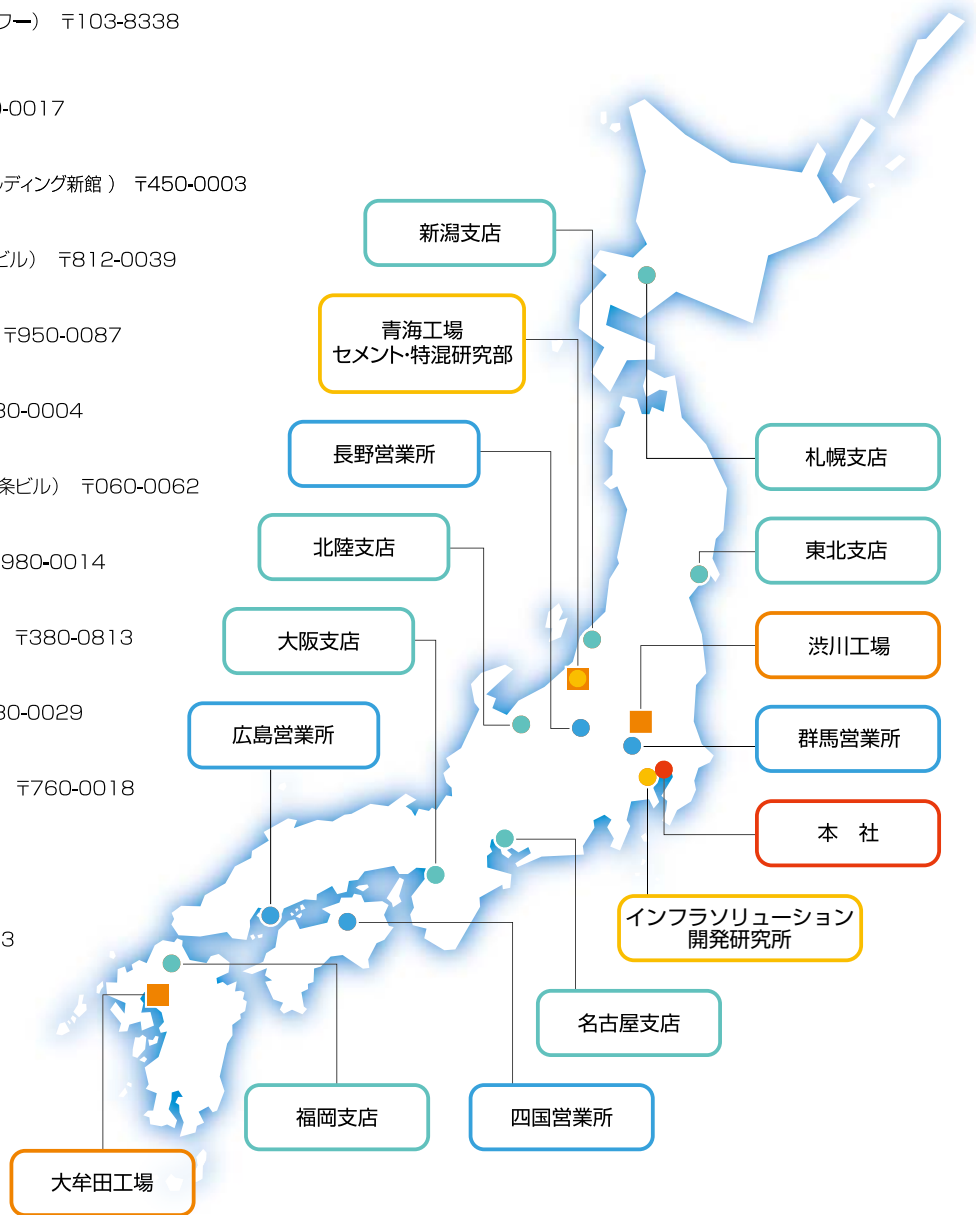 フー） 〒103-8338
-0017
ルディング新館 ） 〒450-0003
ビル） 〒812-0039
〒950-0087
30-0004
条ビル） 〒060-0062
980-0014
〒380-0813
30-0029
〒760-0018
3
新潟支店
青海工場
セメント・特混研究部
長野営業所
北陸支店
大阪支店
広島営業所
札幌支店
東北支店
渋川工場
群馬営業所
本　社
インフラソリューション
開発研究所
名古屋支店
四国営業所
福岡支店
大牟田工場